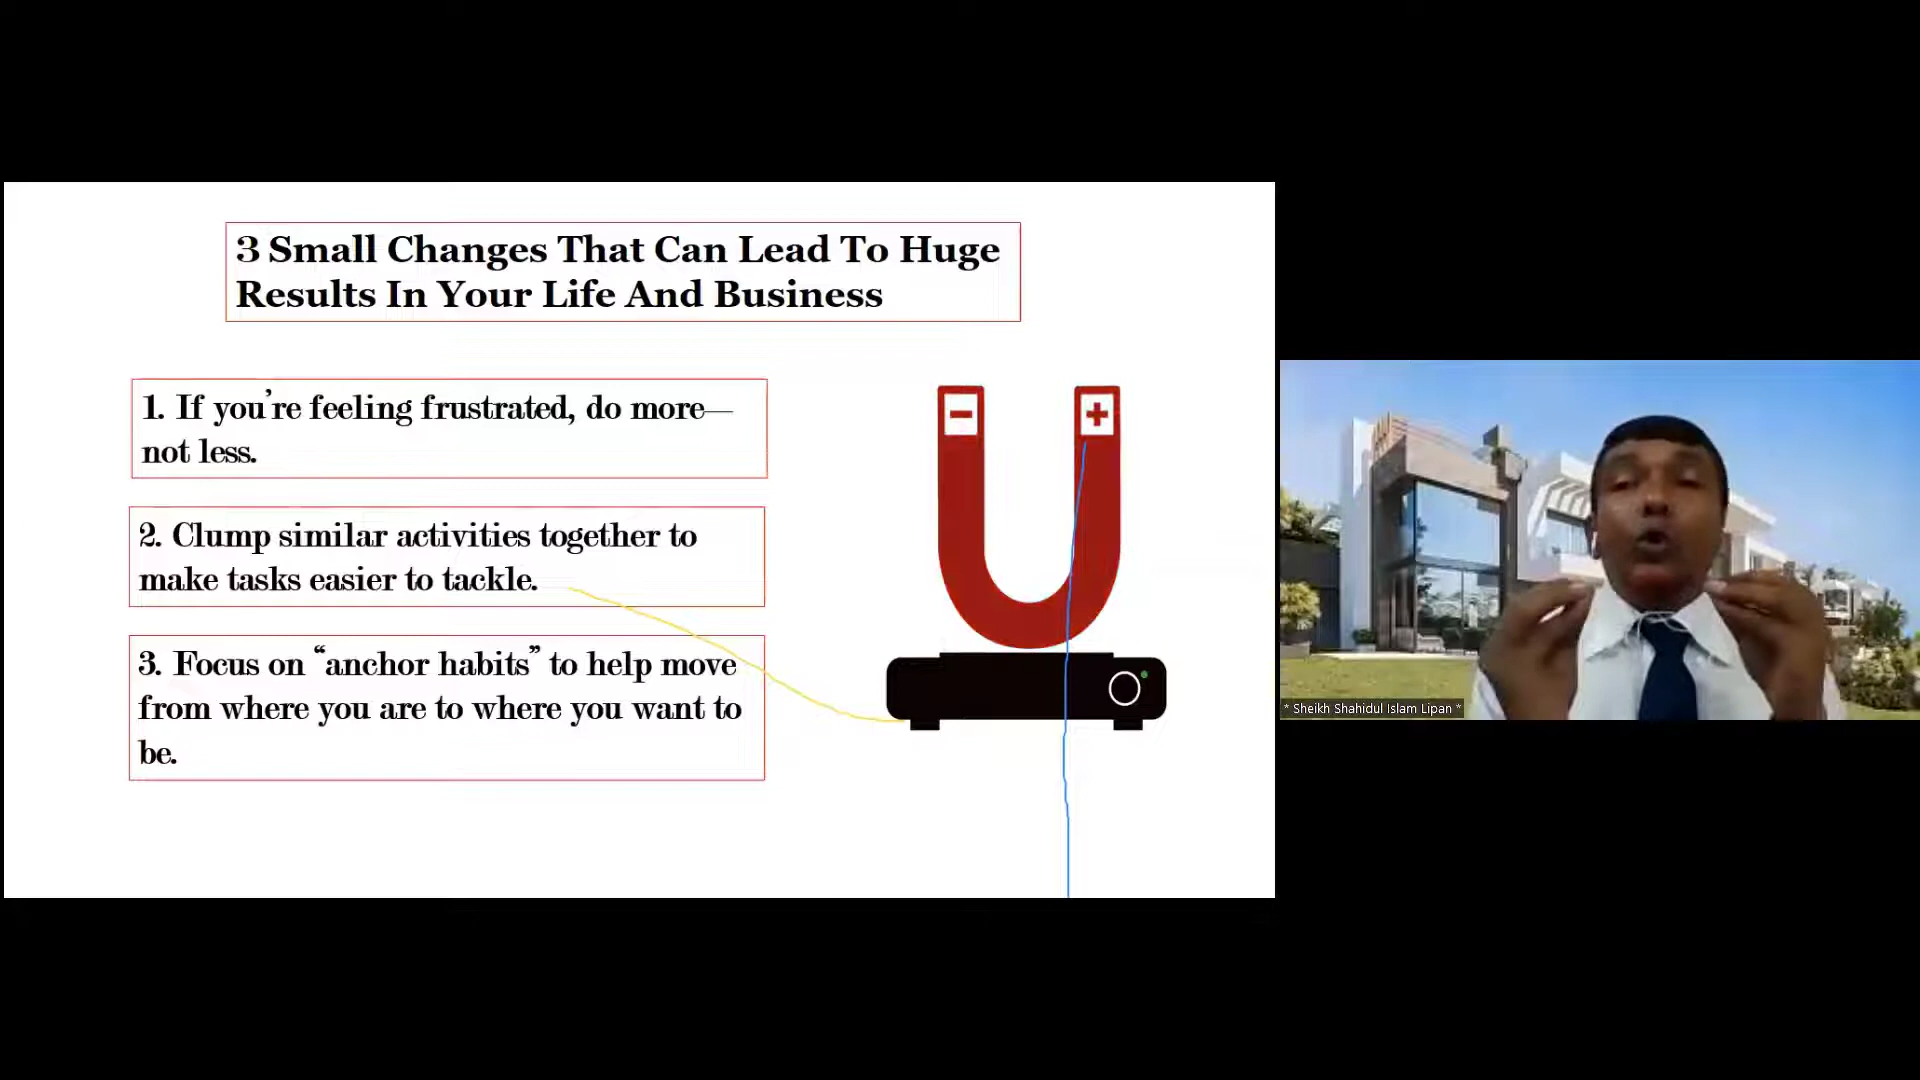 3 Small Changes That Can Lead To Huge
Results In Your Life And Business
1. If you’re feeling frustrated, do more—
not less.
2. Clump similar activities together to
make tasks easier to tackle.
3. Focus on “anchor habits” to help move
from where you are to where you want to
be.
* Sheikh Shahidul Islam Lipan *